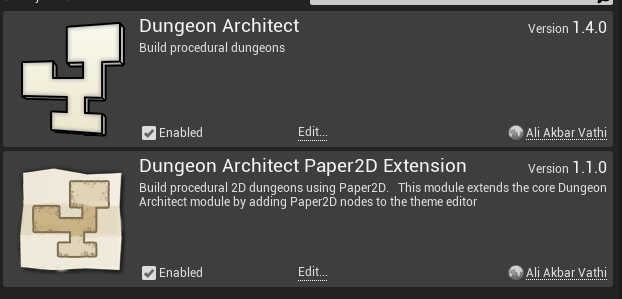 Dungeon Architect
Version 1.4.0
Build procedural dungeons
Enabled
Edit...
Ali Akbar Vathi
Dungeon Architect Paper2D Extension
Version 1.1.0
Build procedural 2D dungeons using Paper2D.   This module extends the core Dungeon
Architect module by adding Paper2D nodes to the theme editor
Enabled
Edit...
Ali Akbar Vathi